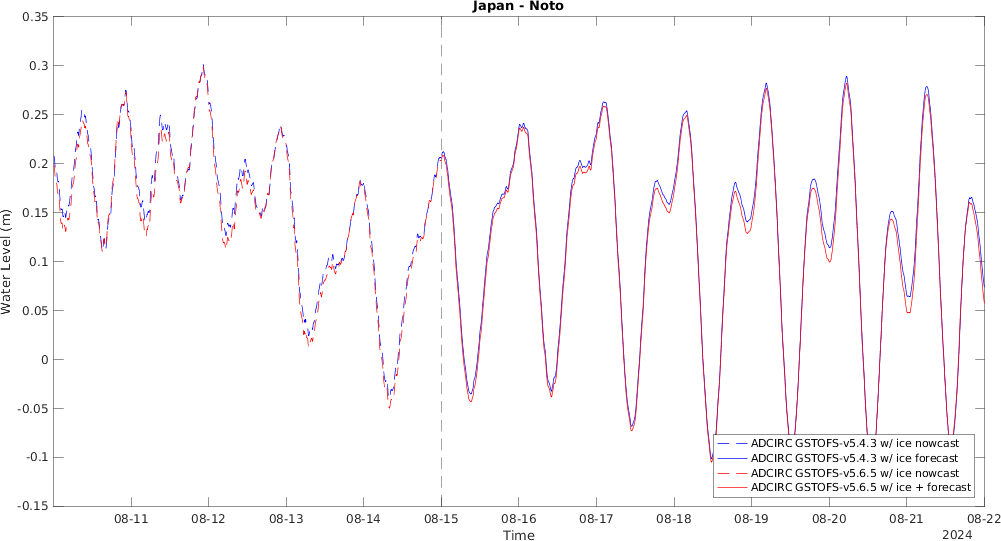 Japan - Noto
0.35
0.3
0.25
0.2
0.15
0.1
0.05
0
-0.05
-0.1
-0.15
Water Level (m)
ADCIRC GSTOFS-v5.4.3 w/ ice nowcast
ADCIRC GSTOFS-v5.4.3 w/ ice forecast
ADCIRC GSTOFS-v5.6.5 w/ ice nowcast
ADCIRC GSTOFS-v5.6.5 w/ ice + forecast
08-11 08-12 08-13 08-14 08-15 08-16 08-17 08-18 08-19 08-20 08-21 08-22
Time
2024